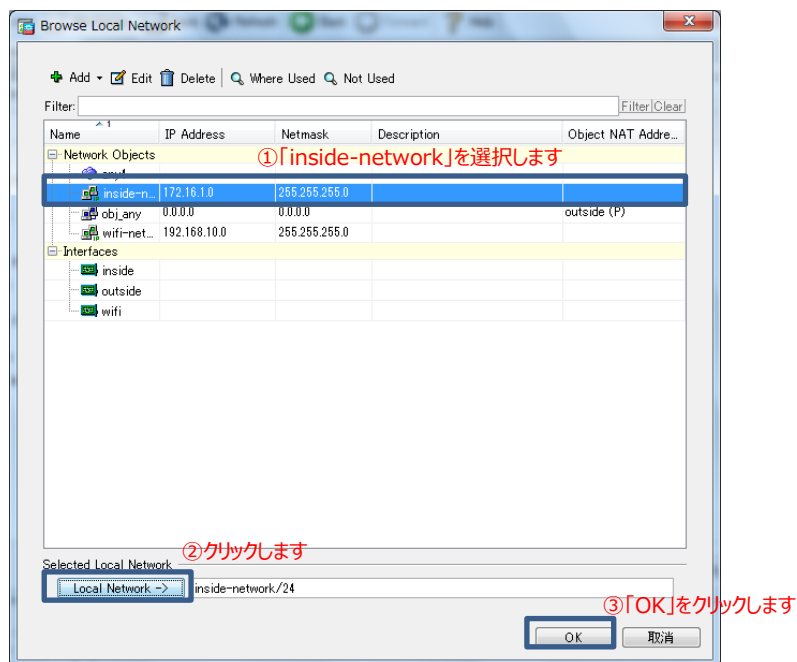 Browse Local Network
Add Edit Delete Where Used Not Used
Filter: Filter Clear
Name 1 IP Address Netmask Description Object NAT Addre...
Network Objects
①「inside-network」を選択します
inside-n... 172.16.1.0 255.255.255.0
obj_any 0.0.0.0 0.0.0.0 outside (P)
wifi-net... 192.168.10.0 255.255.255.0
Interfaces
inside
outside
wifi
②クリックします
Selected Local Network
Local Network -> inside-network/24
③「OK」をクリックします
OK 取消